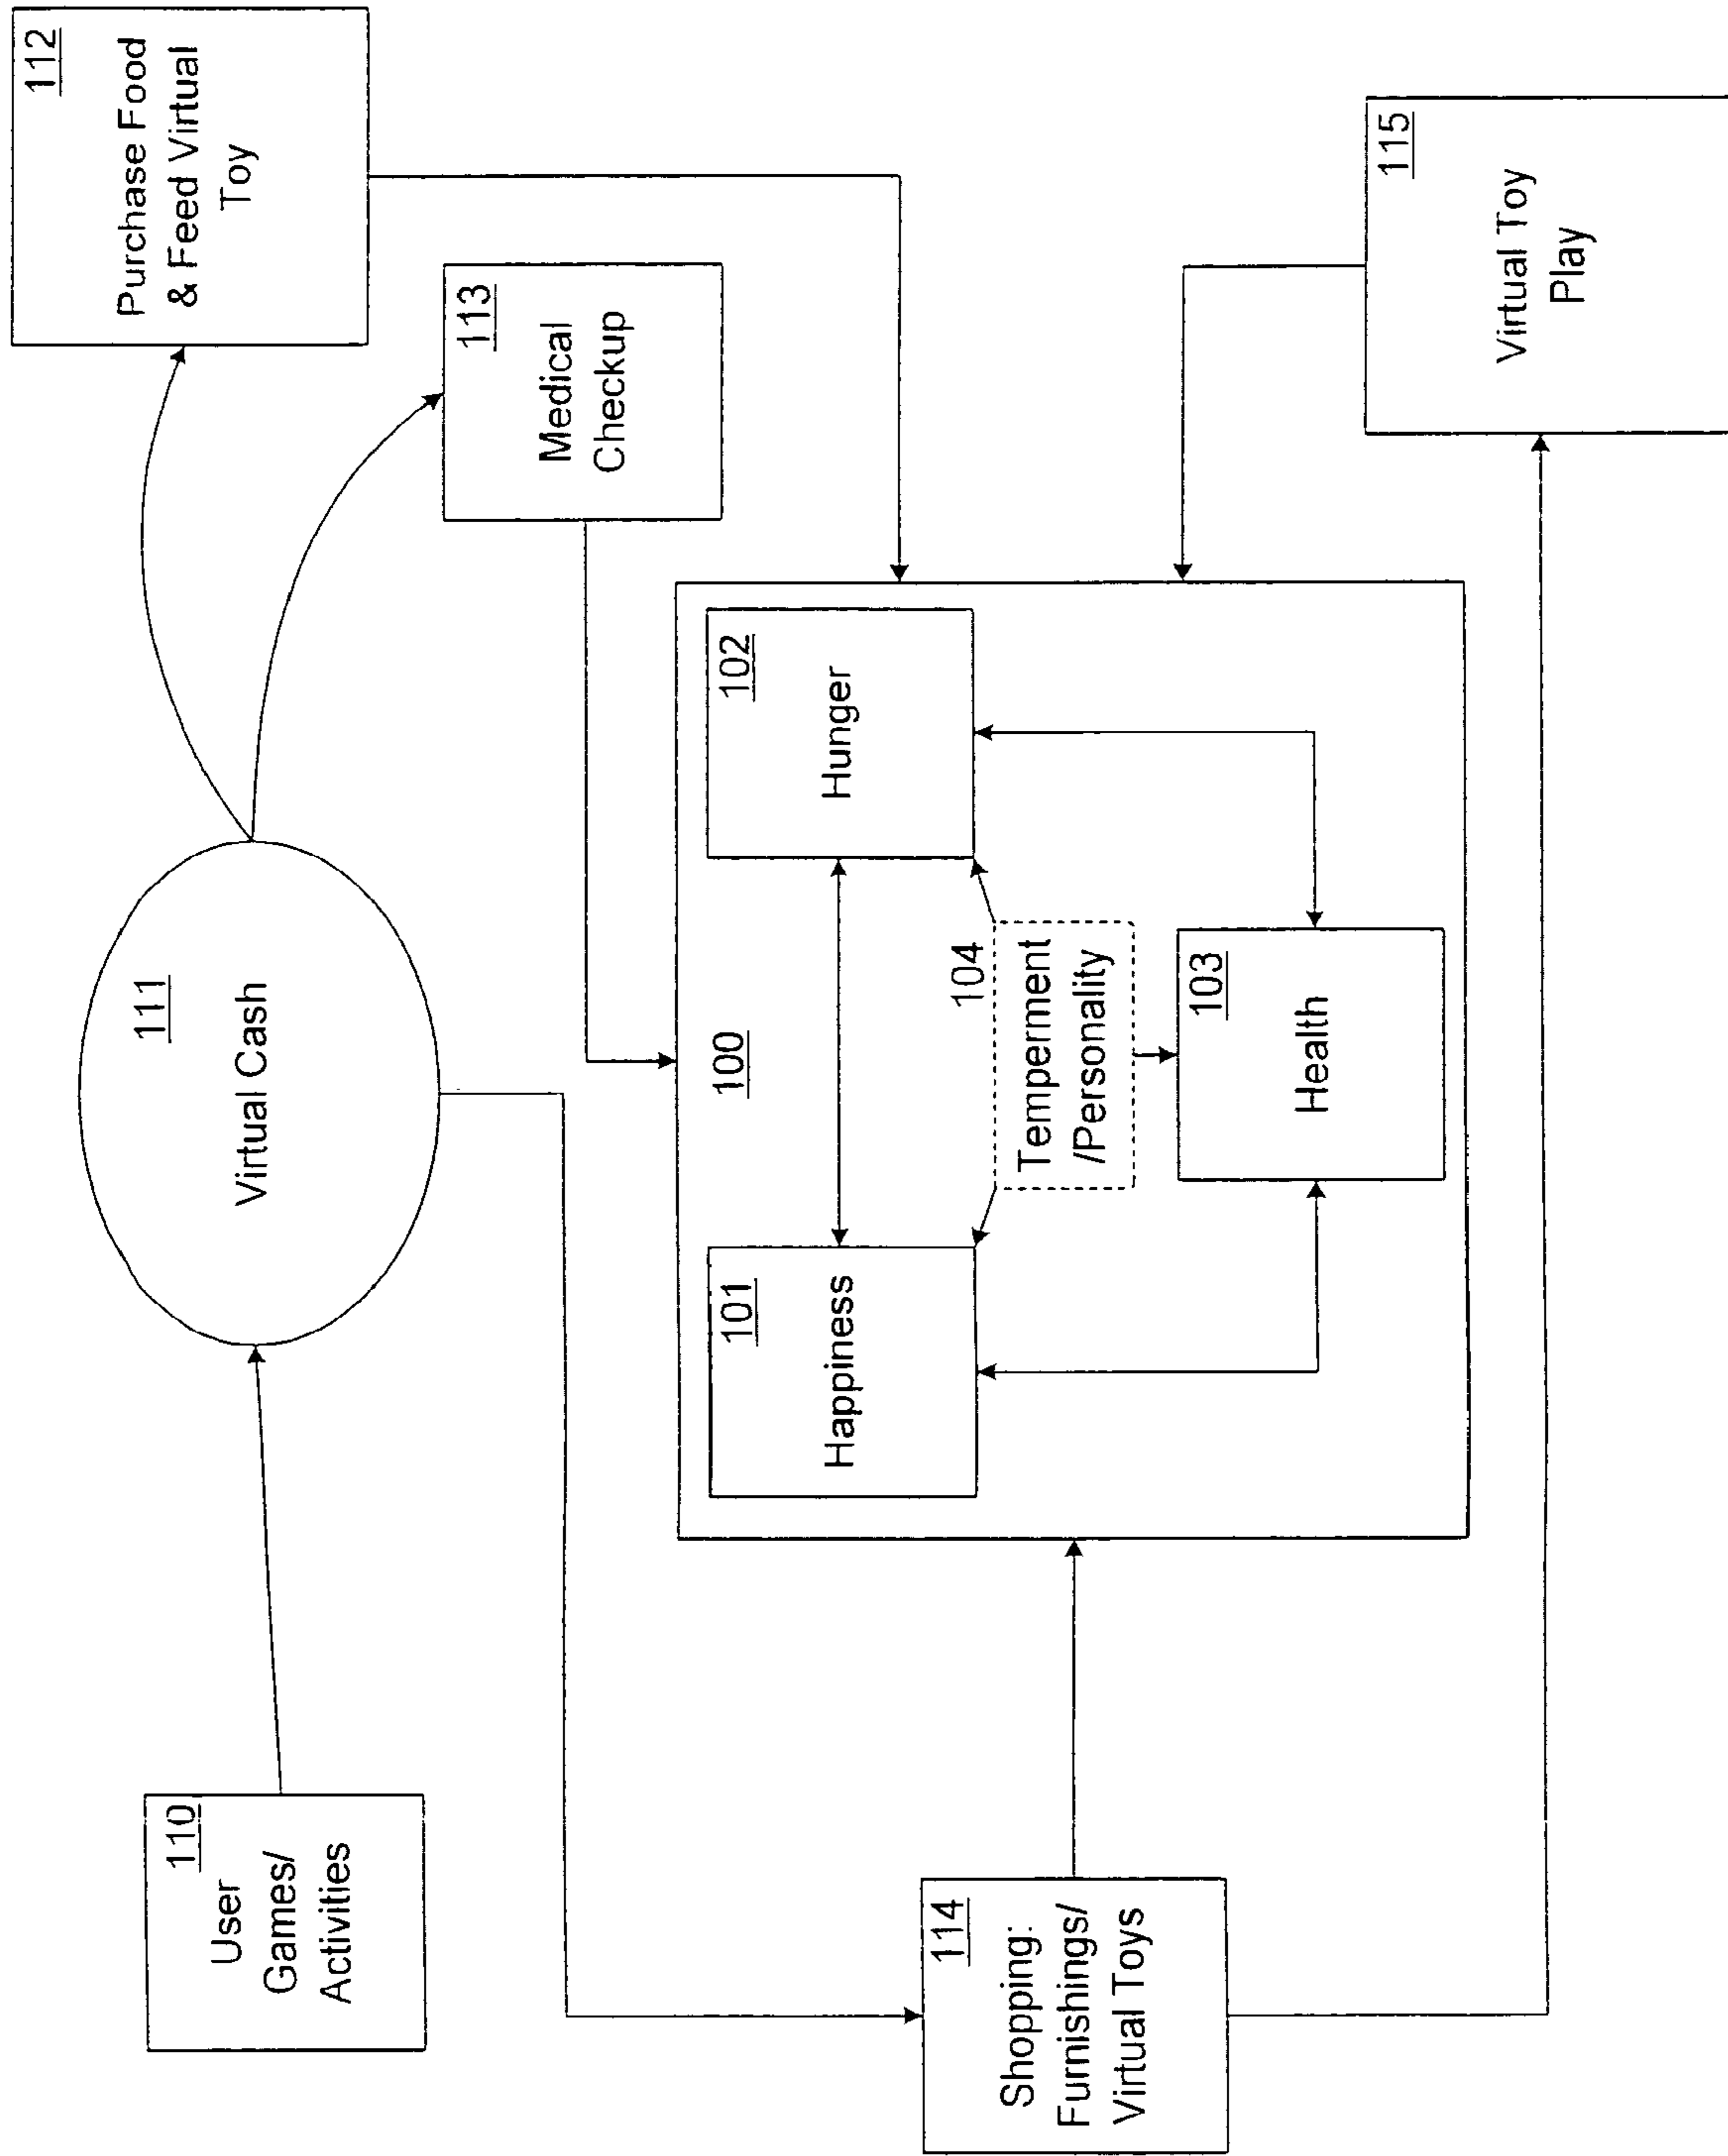 110
User
Games/
Activities
111
Virtual Cash
112
Purchase Food
& Feed Virtual
Toy
113
Medical
Checkup
100
101
Happiness
102
Hunger
104
Temperment
/Personality
103
Health
114
Shopping:
Furnishings/
Virtual Toys
115
Virtual Toy
Play